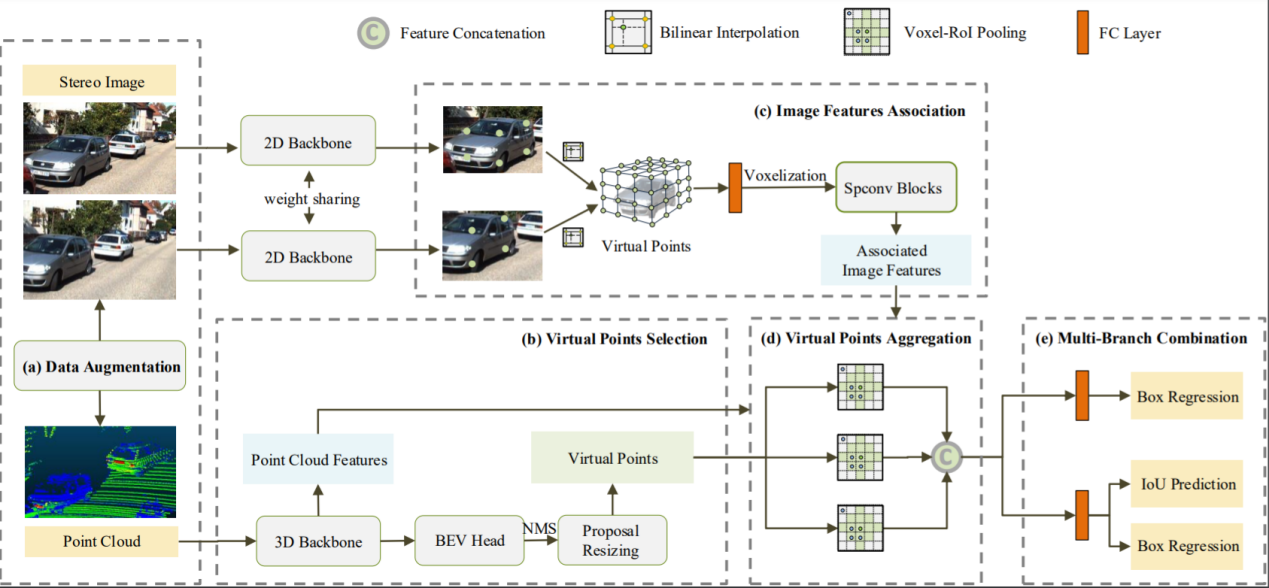 C
Feature Concatenation
Bilinear Interpolation
Voxel-RoI Pooling
FC Layer
Stereo Image
2D Backbone
weight sharing
2D Backbone
(a) Data Augmentation
Point Cloud
(c) Image Features Association
Virtual Points
Voxelization
Spconv Blocks
Associated
Image Features
(b) Virtual Points Selection
Point Cloud Features
Virtual Points
3D Backbone
BEV Head
NMS
Proposal
Resizing
(d) Virtual Points Aggregation
C
(e) Multi-Branch Combination
Box Regression
IoU Prediction
Box Regression